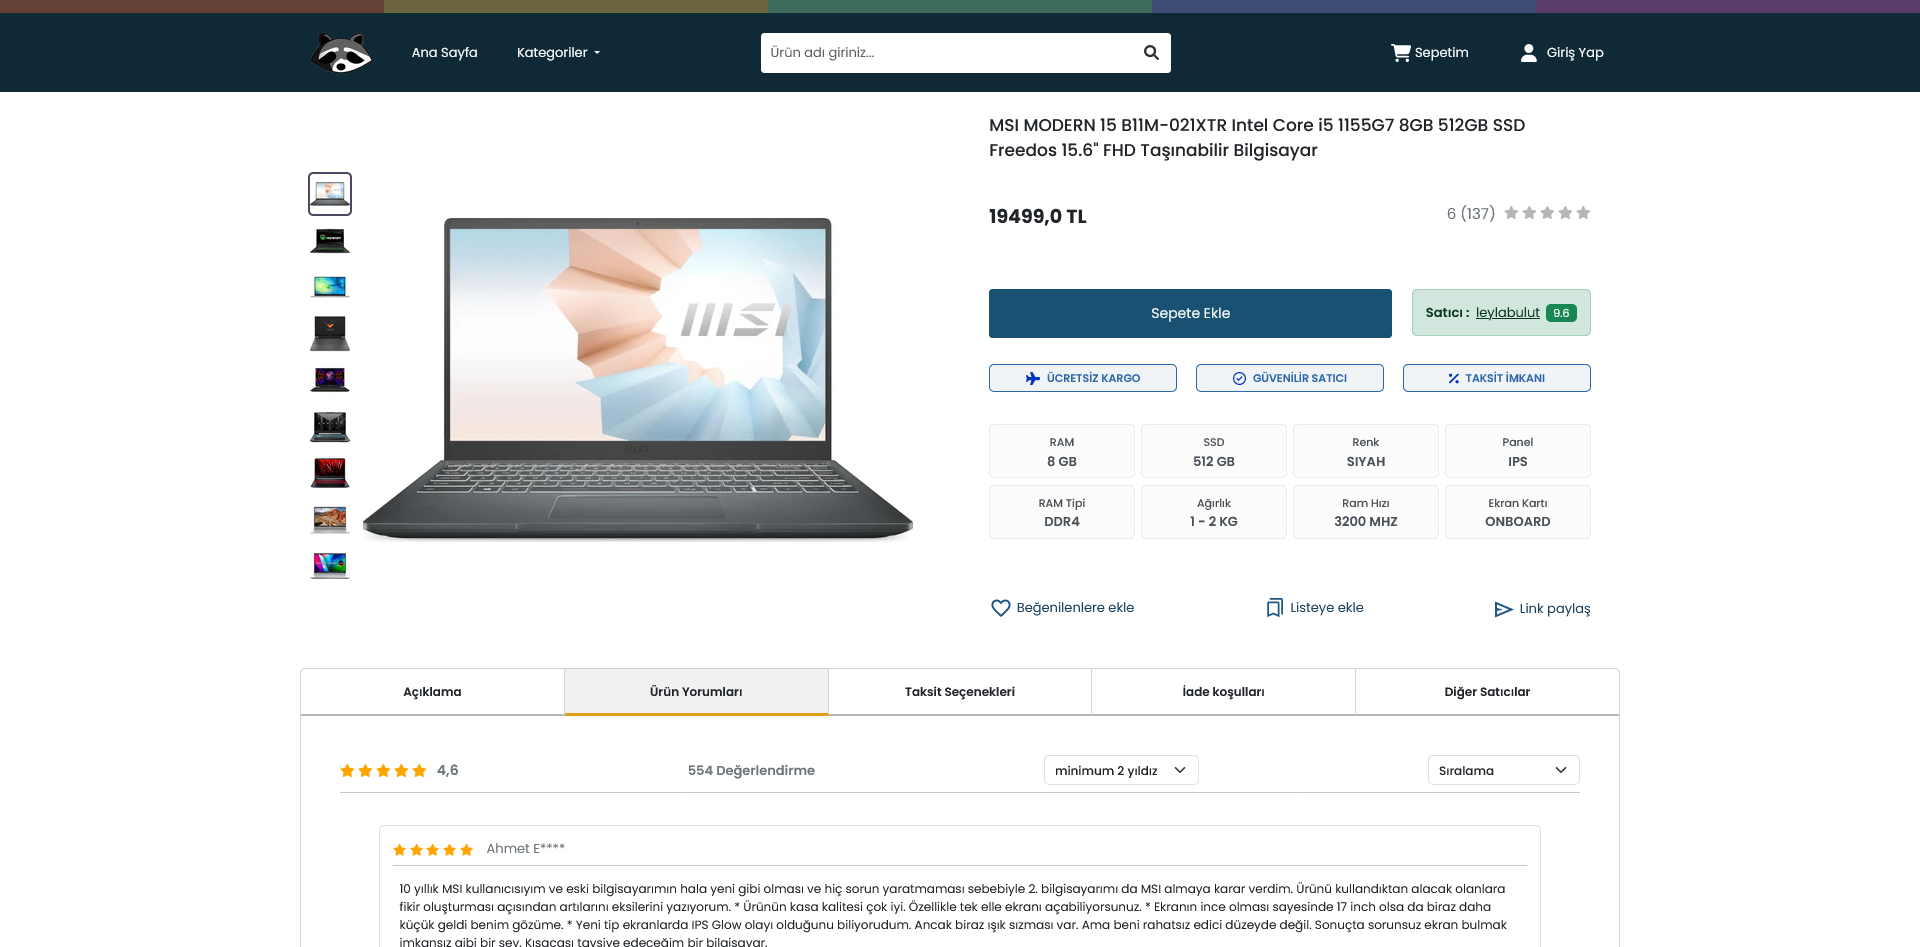 Ana Sayfa
Kategoriler
Ürün adı giriniz...
Sepetim
Giriş Yap
MSI MODERN 15 B11M-021XTR Intel Core i5 1155G7 8GB 512GB SSD
Freedos 15.6" FHD Taşınabilir Bilgisayar
19499,0 TL
6 (137)
msi
Sepete Ekle
Satıcı : leylabulut 9.6
ÜCRETSİZ KARGO
GÜVENİLİR SATICI
TAKSİT İMKANI
RAM
8 GB
SSD
512 GB
Renk
SIYAH
Panel
IPS
RAM Tipi
DDR4
Ağırlık
1 - 2 KG
Ram Hızı
3200 MHZ
Ekran Kartı
ONBOARD
Beğenilenlere ekle
Listeye ekle
Link paylaş
Açıklama
Ürün Yorumları
Taksit Seçenekleri
İade koşulları
Diğer Satıcılar
4,6
554 Değerlendirme
minimum 2 yıldız
Sıralama
Ahmet E****
10 yıllık MSI kullanıcısıyım ve eski bilgisayarımın hala yeni gibi olması ve hiç sorun yaratmaması sebebiyle 2. bilgisayarımı da MSI almaya karar verdim. Ürünü kullandıktan alacak olanlara
fikir oluşturması açısından artılarını eksilerini yazıyorum. * Ürünün kasa kalitesi çok iyi. Özellikle tek elle ekranı açabiliyorsunuz. * Ekranın ince olması sayesinde 17 inch olsa da biraz daha
küçük geldi benim gözüme. * Yeni tip ekranlarda IPS Glow olayı olduğunu biliyorudum. Ancak biraz ışık sızması var. Ama beni rahatsız edici düzeyde değil. Sonuçta sorunsuz ekran bulmak
imkansız gibi bir şey. Kısacası tavsiye edeceğim bir bilgisayar.